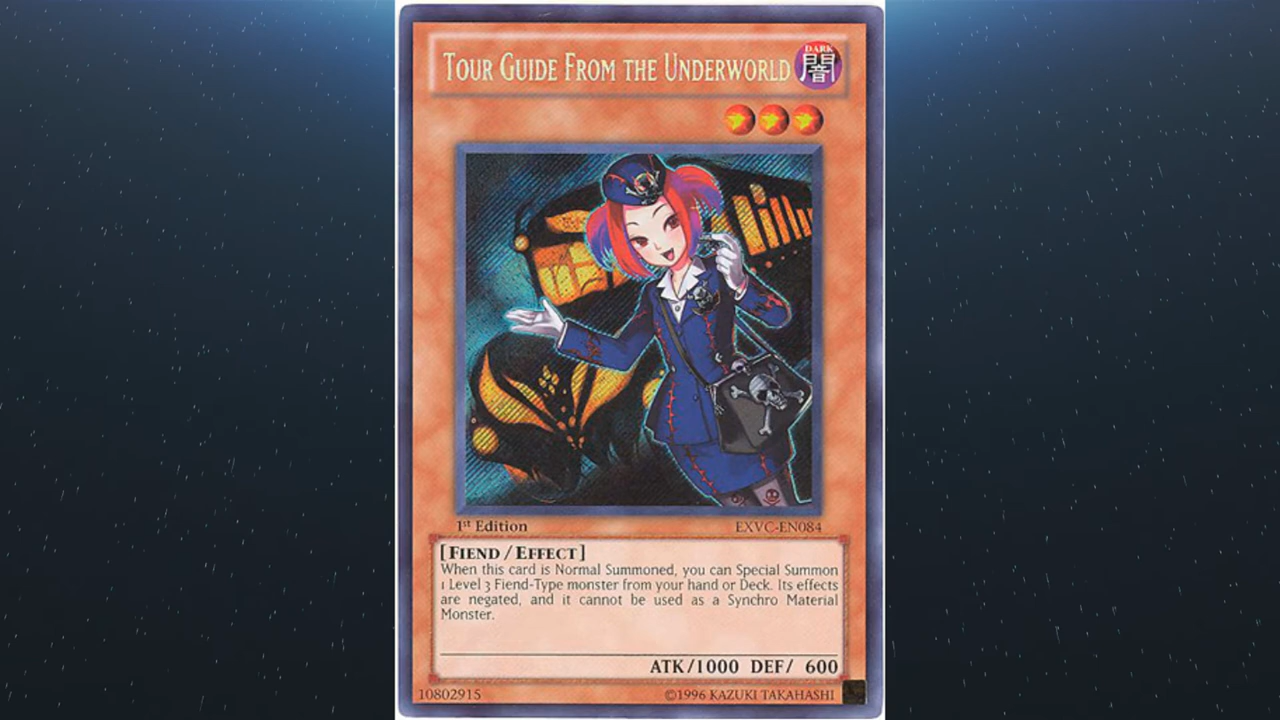 TOUR GUIDE FROM THE UNDERWORLD
DARK
闇
1st Edition
EXVC-EN084
[FIEND / EFFECT]
When this card is Normal Summoned, you can Special Summon
1 Level 3 Fiend-Type monster from your hand or Deck. Its effects
are negated, and it cannot be used as a Synchro Material
Monster.
ATK/1000 DEF/ 600
10802915
©1996 KAZUKI TAKAHASHI